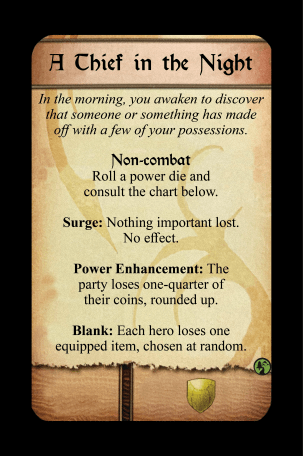 A Thief in the Night
In the morning, you awaken to discover
that someone or something has made
off with a few of your possessions.
Non-combat
Roll a power die and
consult the chart below.
Surge: Nothing important lost.
No effect.
Power Enhancement: The
party loses one-quarter of
their coins, rounded up.
Blank: Each hero loses one
equipped item, chosen at random.